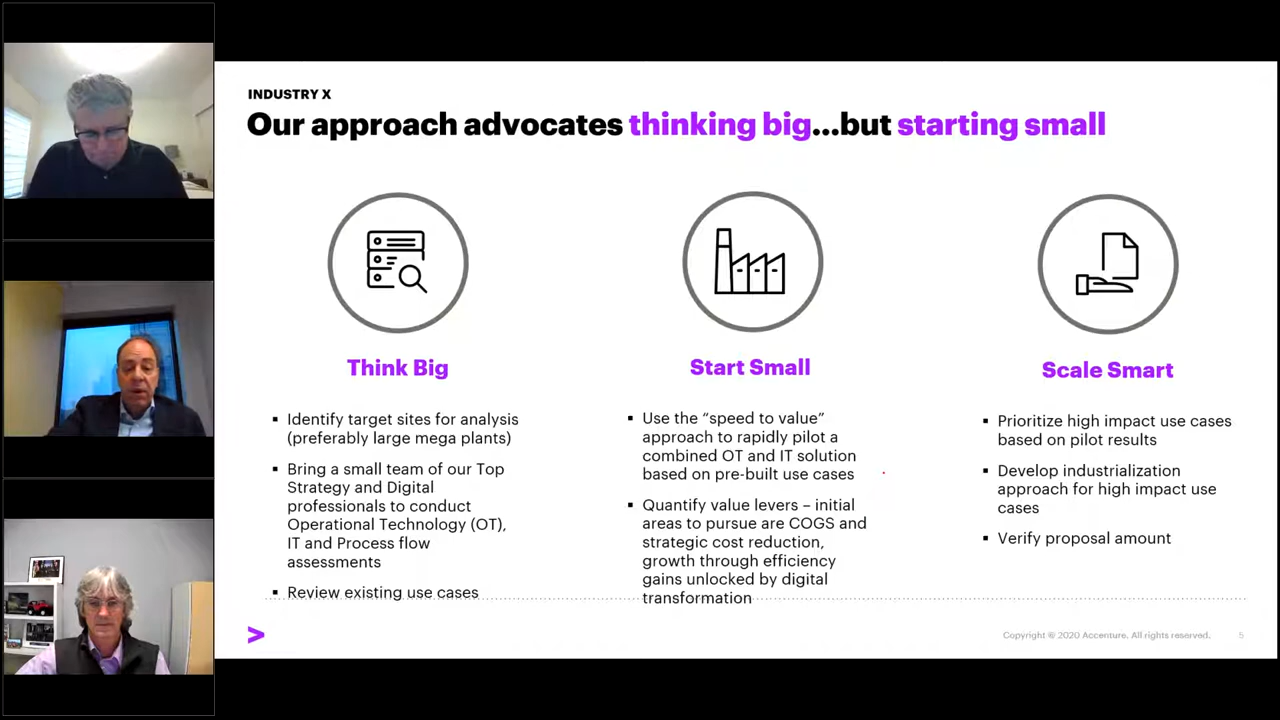 INDUSTRY X
Our approach advocates thinking big...but starting small
Think Big
▪ Identify target sites for analysis
(preferably large mega plants)
▪ Bring a small team of our Top
Strategy and Digital
professionals to conduct
Operational Technology (OT),
IT and Process flow
assessments
▪ Review existing use cases
Start Small
▪ Use the “speed to value”
approach to rapidly pilot a
combined OT and IT solution
based on pre-built use cases
▪ Quantify value levers – initial
areas to pursue are COGS and
strategic cost reduction,
growth through efficiency
gains unlocked by digital
transformation
Scale Smart
▪ Prioritize high impact use cases
based on pilot results
▪ Develop industrialization
approach for high impact use
cases
▪ Verify proposal amount
Copyright © 2020 Accenture. All rights reserved. 5